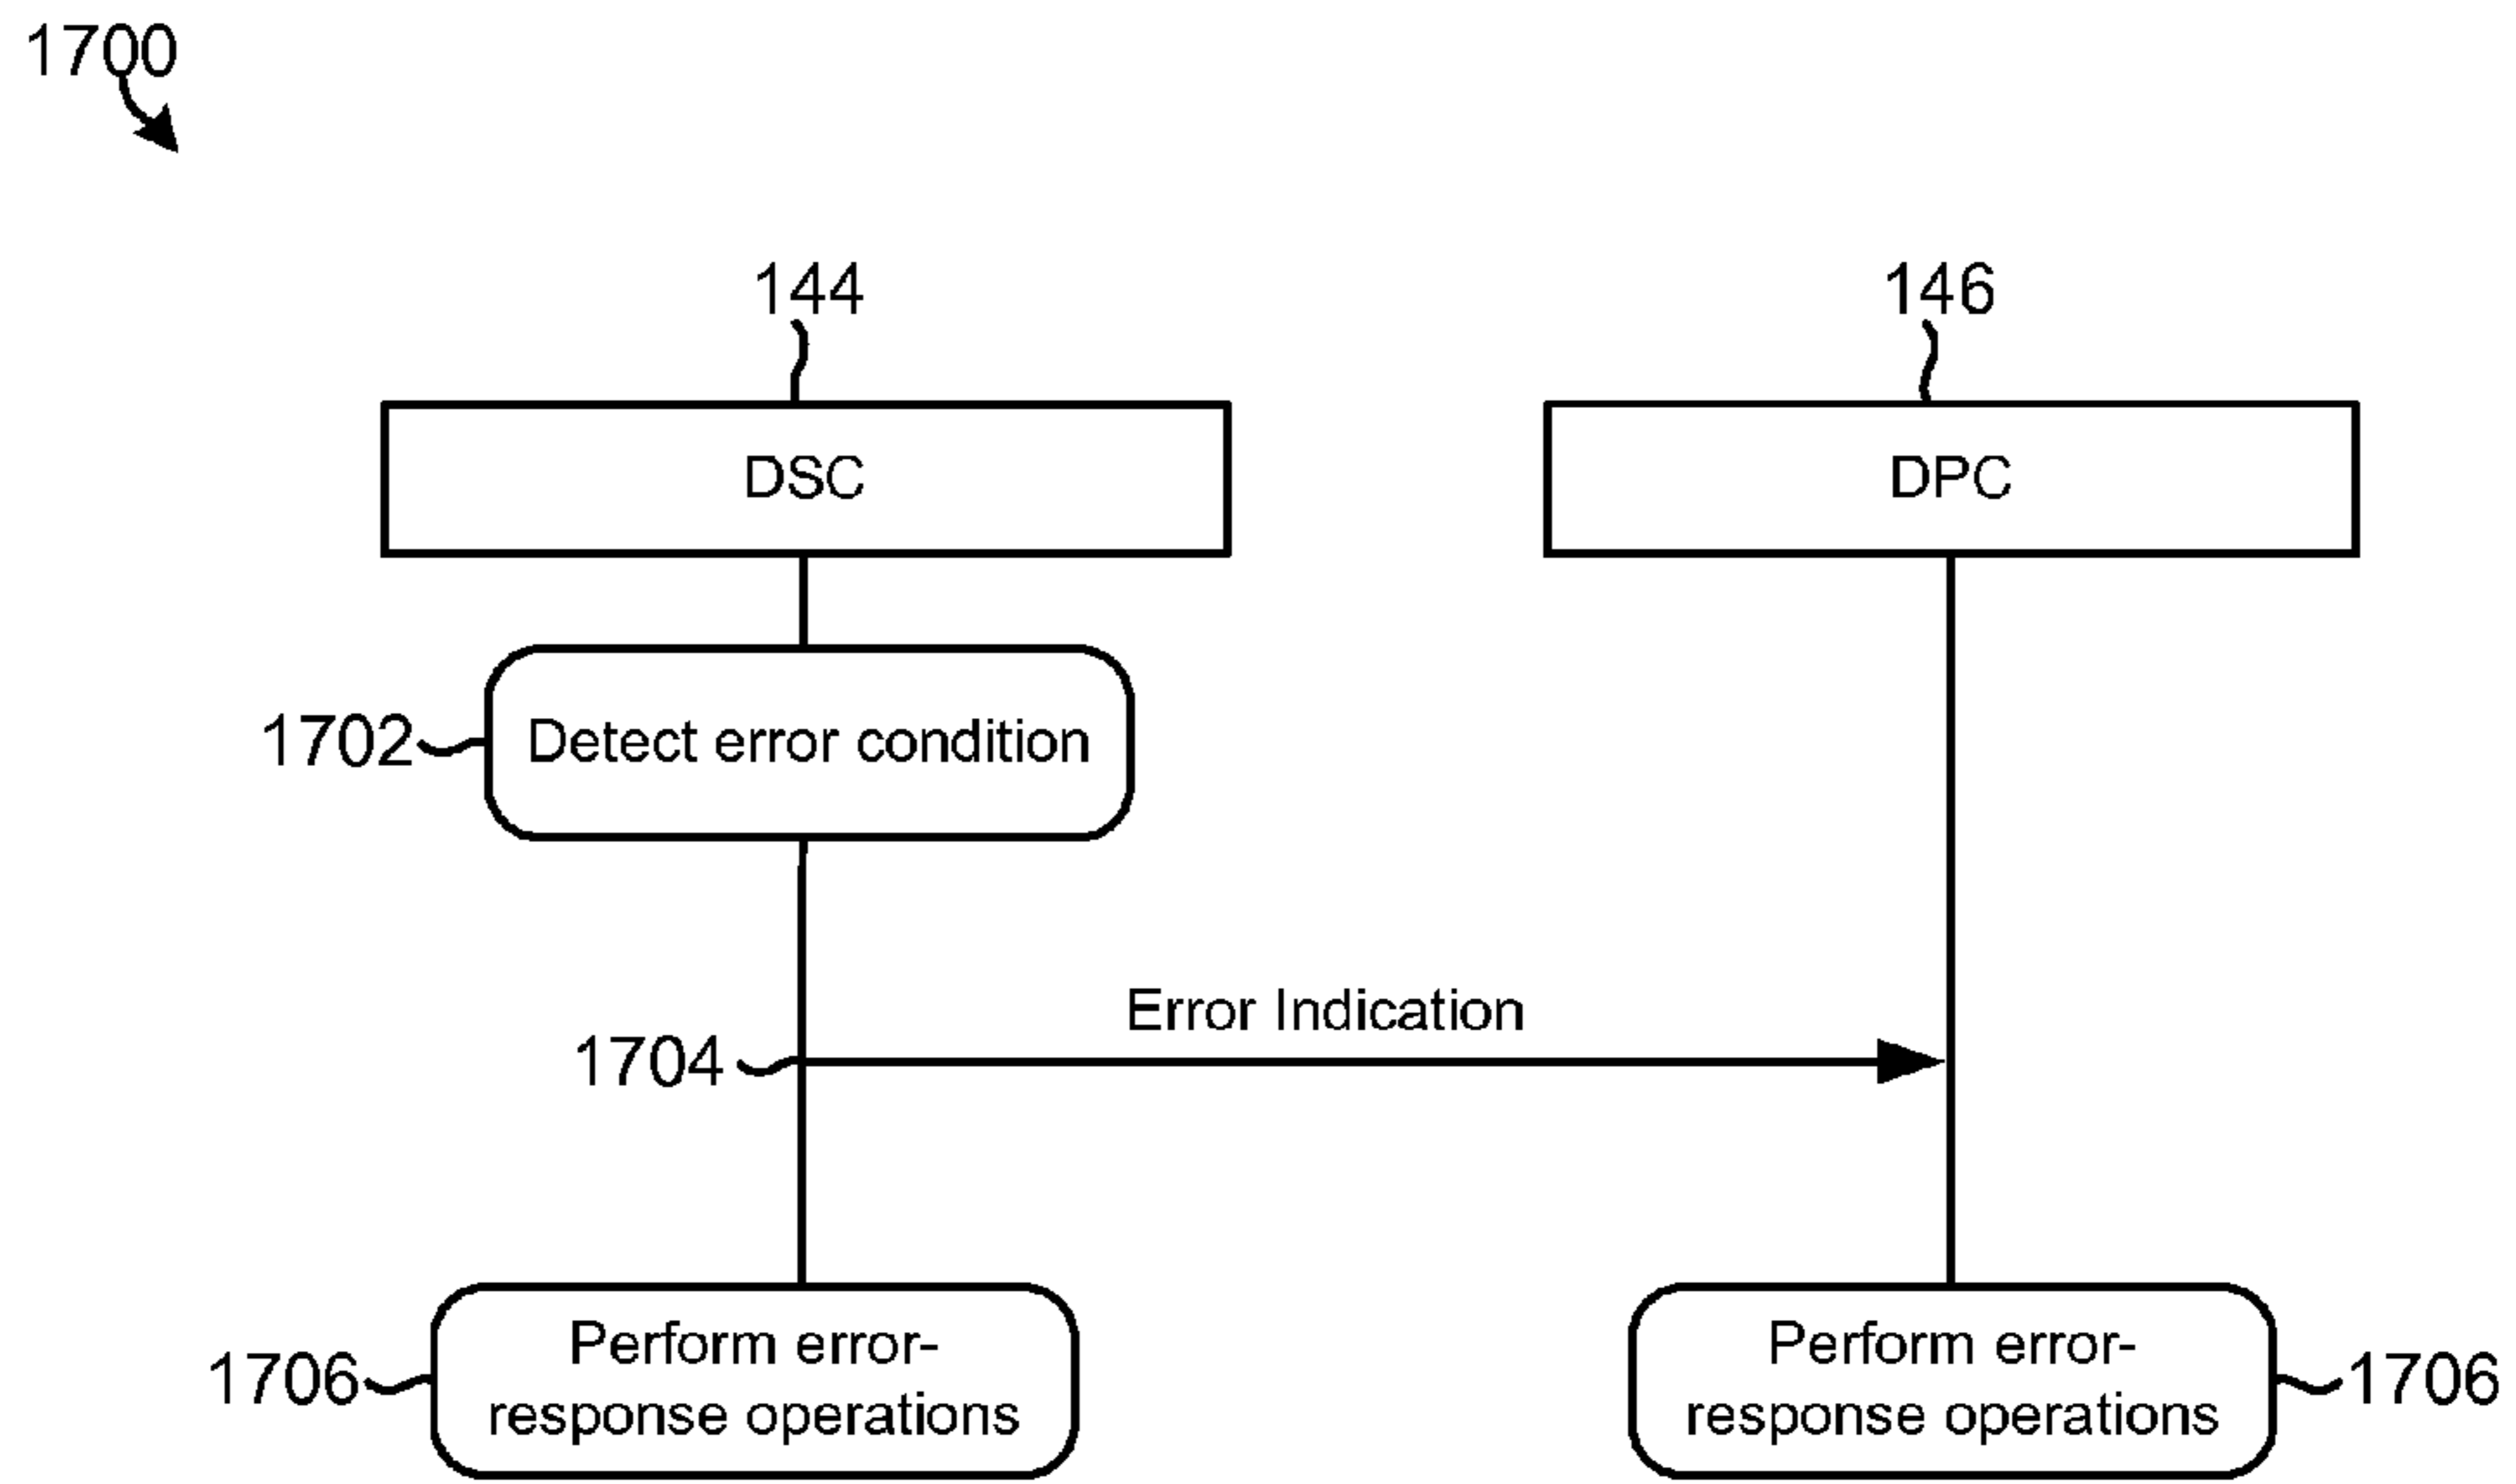 1700
144
146
DSC
DPC
1702
Detect error condition
Error Indication
1704
1706
Perform error-
response operations
Perform error-
response operations
1706